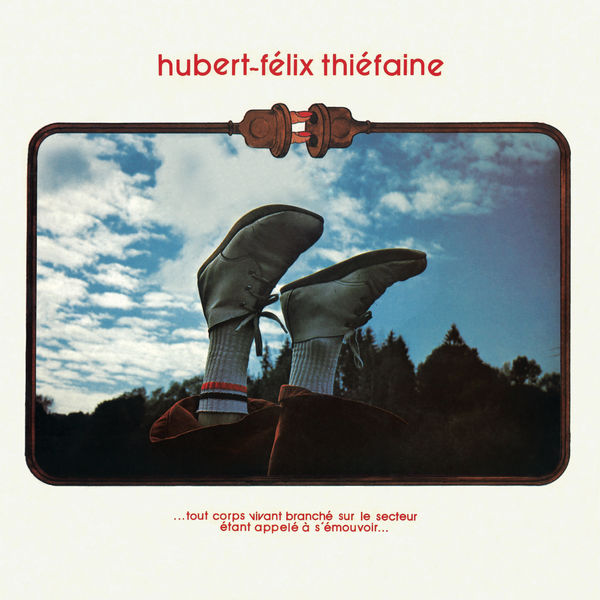 hubert-félix thiéfaine
...tout corps vivant branché sur le secteur
étant appelé à s'émouvoir...